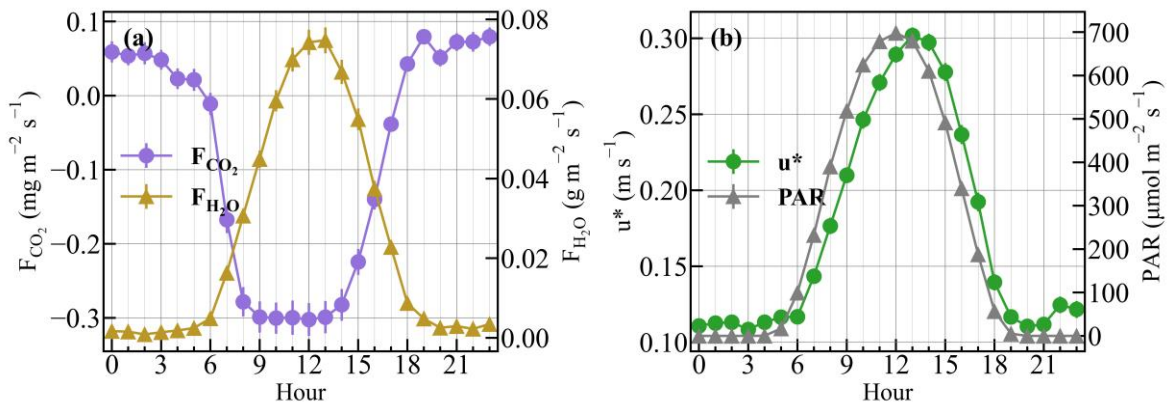 (a)
0.10
0.0
−0.1
−0.2
−0.3
F_CO₂ (mg m⁻² s⁻¹)
F_CO₂
F_H₂O
0.08
0.06
0.04
0.02
0.00
F_H₂O (g m⁻² s⁻¹)
0 3 6 9 12 15 18 21
Hour
(b)
0.30
0.25
0.20
0.15
0.10
u* (m s⁻¹)
u*
PAR
700
600
500
400
300
200
100
0
PAR (μmol m⁻² s⁻¹)
0 3 6 9 12 15 18 21
Hour